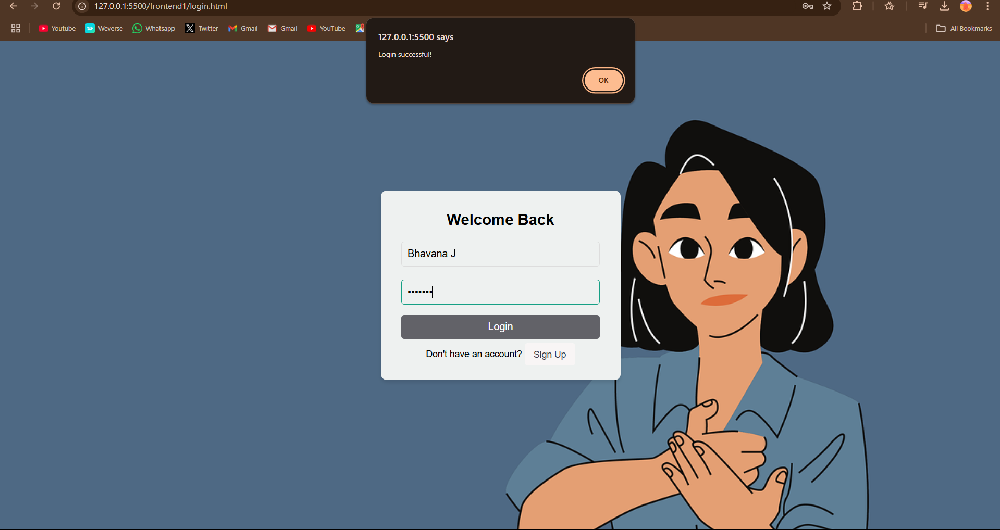 127.0.0.1:5500/frontend1/login.html
Youtube Weverse Whatsapp Twitter Gmail Gmail YouTube All Bookmarks
127.0.0.1:5500 says
Login successful!
OK
Welcome Back
Bhavana J
•••••••
Login
Don't have an account? Sign Up